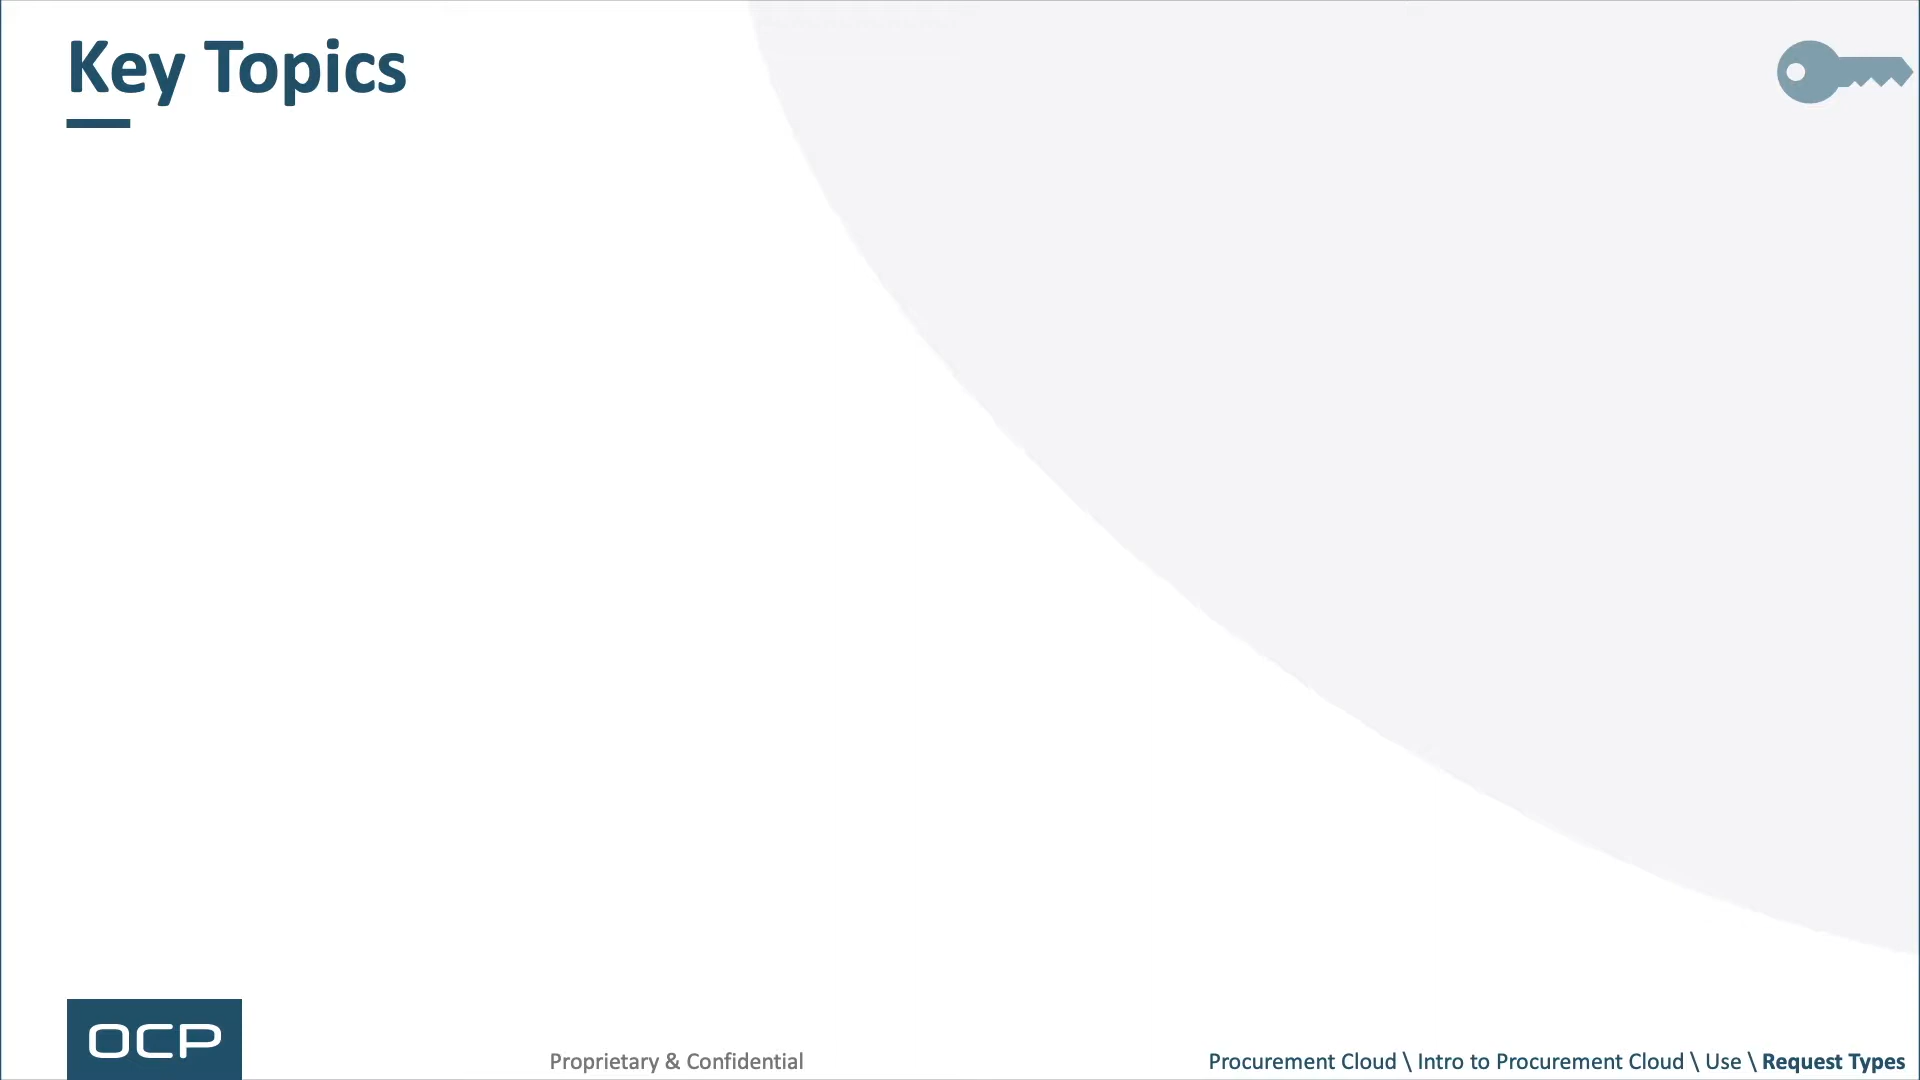 Key Topics
OCP
Proprietary & Confidential
Procurement Cloud \ Intro to Procurement Cloud \ Use \ Request Types